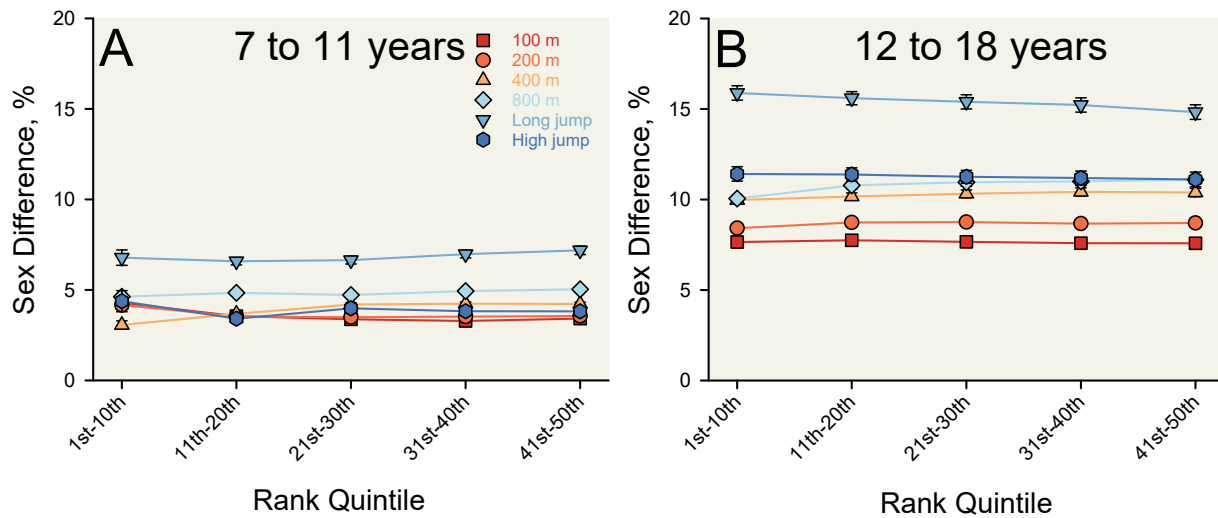 A
7 to 11 years
100 m
200 m
400 m
800 m
Long jump
High jump
Sex Difference, %
20
15
10
5
0
1st-10th
11th-20th
21st-30th
31st-40th
41st-50th
Rank Quintile
B
12 to 18 years
Sex Difference, %
20
15
10
5
0
1st-10th
11th-20th
21st-30th
31st-40th
41st-50th
Rank Quintile